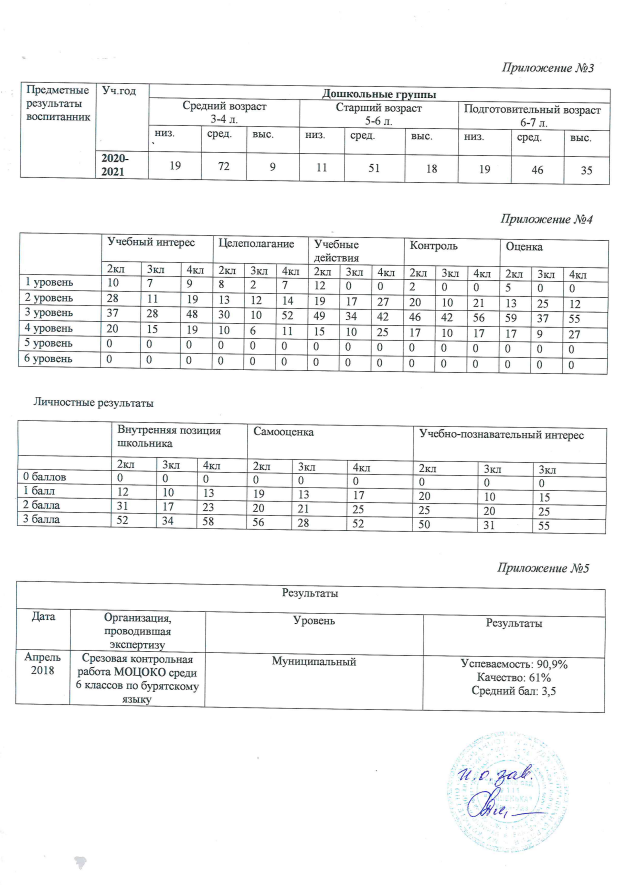 Приложение №3
Предметные результаты воспитанник Уч.год Дошкольные группы
Средний возраст 3-4 л. Старший возраст 5-6 л. Подготовительный возраст 6-7 л.
низ. сред. выс. низ. сред. выс. низ. сред. выс.
2020-2021 19 72 9 11 51 18 19 46 35
Приложение №4
Учебный интерес Целеполагание Учебные действия Контроль Оценка
2кл 3кл 4кл 2кл 3кл 4кл 2кл 3кл 4кл 2кл 3кл 4кл 2кл 3кл 4кл
1 уровень 10 7 9 8 2 7 12 0 0 2 0 0 5 0 0
2 уровень 28 11 19 13 12 14 19 17 27 20 10 21 13 25 12
3 уровень 37 28 48 30 10 52 49 34 42 46 42 56 59 37 55
4 уровень 20 15 19 10 6 11 15 10 25 17 10 17 17 9 27
5 уровень 0 0 0 0 0 0 0 0 0 0 0 0 0 0 0
6 уровень 0 0 0 0 0 0 0 0 0 0 0 0 0 0 0
Личностные результаты
Внутренняя позиция школьника Самооценка Учебно-познавательный интерес
2кл 3кл 4кл 2кл 3кл 4кл 2кл 3кл 3кл
0 баллов 0 0 0 0 0 0 0 0 0
1 балл 12 10 13 19 13 17 20 10 15
2 балла 31 17 23 20 21 25 25 20 25
3 балла 52 34 58 56 28 52 50 31 55
Приложение №5
Результаты
Дата Организация, проводившая экспертизу Уровень Результаты
Апрель 2018 Срезовая контрольная работа МОЦОКО среди 6 классов по бурятскому языку Муниципальный Успеваемость: 90,9% Качество: 61% Средний бал: 3,5
и.о. зав.